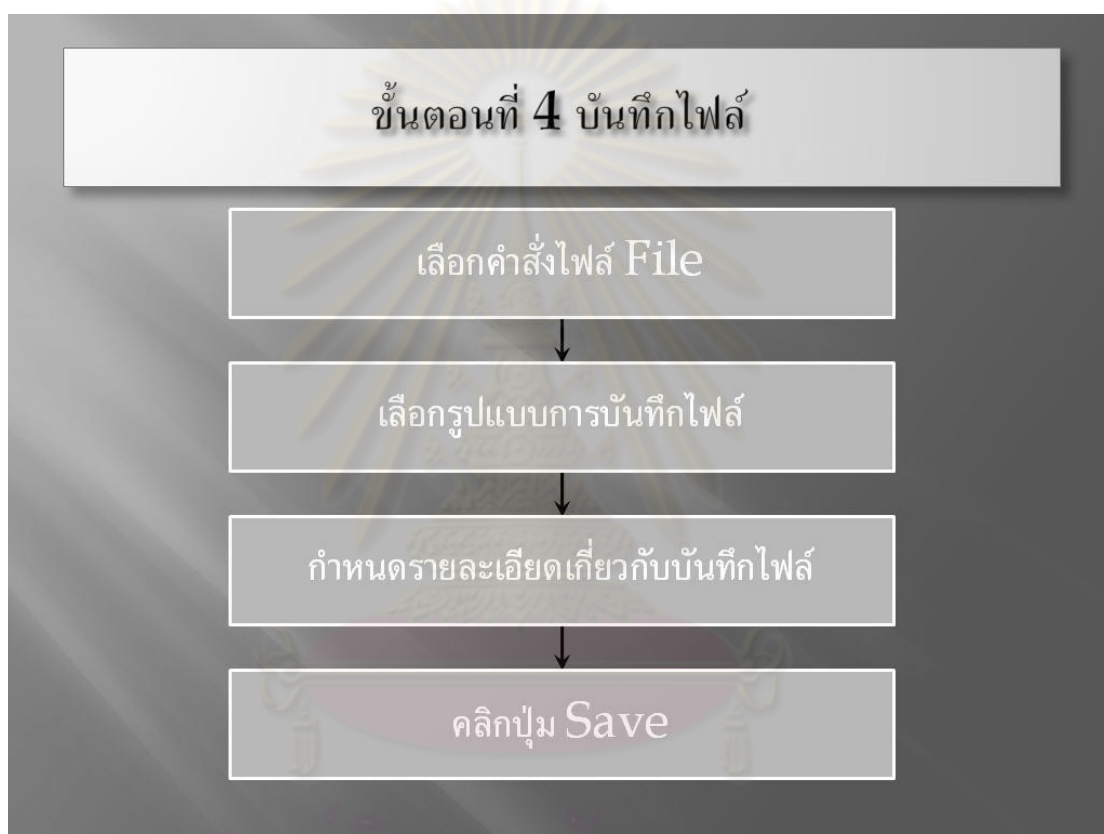 ขั้นตอนที่ 4 บันทึกไฟล์
เลือกคำสั่งไฟล์ File
เลือกรูปแบบการบันทึกไฟล์
กำหนดรายละเอียดเกี่ยวกับบันทึกไฟล์
คลิกปุ่ม Save